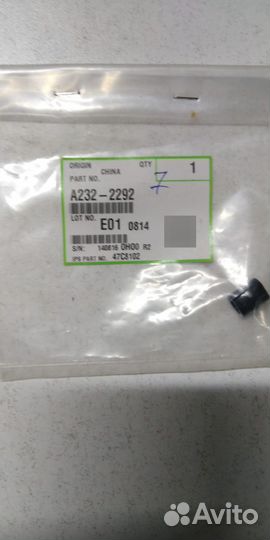 ORIGIN QTY
CHINA 1
PART NO. 7
A232-2292
LOT NO.
E01 0814
S/N: 140616 0H00 R2
IPS PART NO. 47C5102
Avito